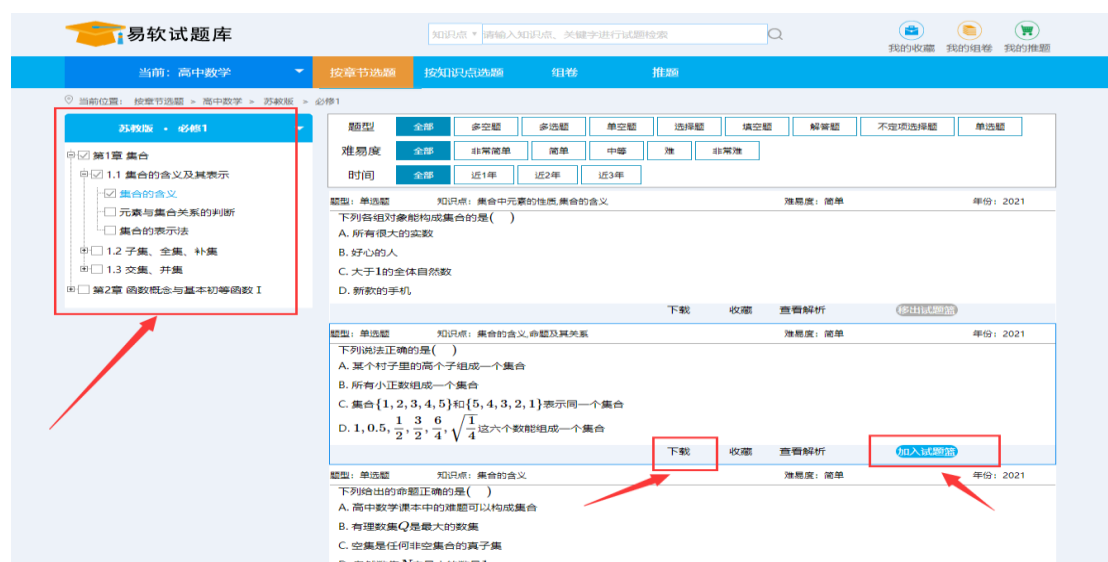 易软试题库
知识点 ▼ 请输入知识点、关键字进行试题检索
我的收藏 我的组卷 我的推题
当前：高中数学 按章节选题 按知识点选题 组卷 推题
当前位置： 按章节选题 » 高中数学 » 苏教版 » 必修1
苏教版 · 必修1
第1章 集合
1.1 集合的含义及其表示
集合的含义
元素与集合关系的判断
集合的表示法
1.2 子集、全集、补集
1.3 交集、并集
第2章 函数概念与基本初等函数 I
题型 全部 多空题 多选题 单空题 选择题 填空题 解答题 不定项选择题 单选题
难易度 全部 非常简单 简单 中等 难 非常难
时间 全部 近1年 近2年 近3年
题型：单选题 知识点：集合中元素的性质,集合的含义 难易度：简单 年份：2021
下列各组对象能构成集合的是( )
A. 所有很大的实数
B. 好心的人
C. 大于1的全体自然数
D. 新款的手机
下载 收藏 查看解析 移出试题篮
题型：单选题 知识点：集合的含义,命题及其关系 难易度：简单 年份：2021
下列说法正确的是( )
A. 某个村子里的高个子组成一个集合
B. 所有小正数组成一个集合
C. 集合{1, 2, 3, 4, 5}和{5, 4, 3, 2, 1}表示同一个集合
D. 1, 0.5, 1/2, 3/2, 6/4, √(1/4)这六个数能组成一个集合
下载 收藏 查看解析 加入试题篮
题型：单选题 知识点：集合的含义 难易度：简单 年份：2021
下列给出的命题正确的是( )
A. 高中数学课本中的难题可以构成集合
B. 有理数集Q是最大的数集
C. 空集是任何非空集合的真子集